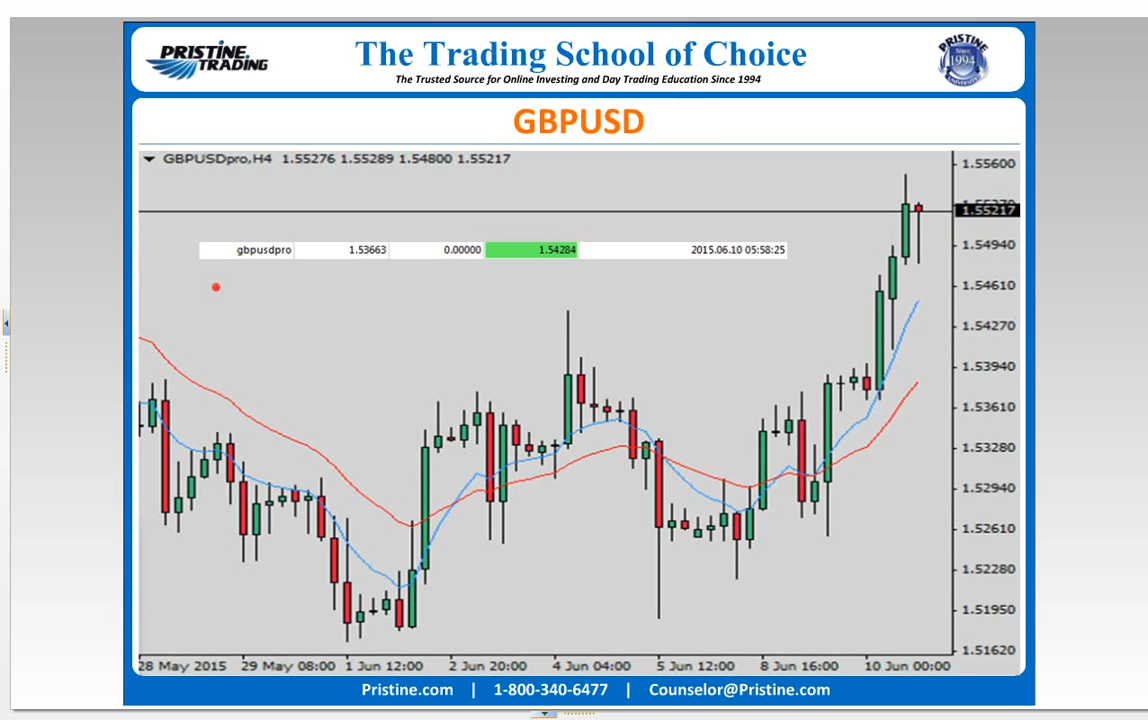 PRISTINE TRADING
The Trading School of Choice
The Trusted Source for Online Investing and Day Trading Education Since 1994
PRISTINE
Since
1994
UNIVERSITY
GBPUSD
GBPUSDpro,H4 1.55276 1.55289 1.54800 1.55217
1.55600
1.55217
gbpusdpro 1.53663 0.00000 1.54284 2015.06.10 05:58:25
1.54940
1.54610
1.54270
1.53940
1.53610
1.53280
1.52940
1.52610
1.52280
1.51950
1.51620
28 May 2015 29 May 08:00 1 Jun 12:00 2 Jun 20:00 4 Jun 04:00 5 Jun 12:00 8 Jun 16:00 10 Jun 00:00
Pristine.com | 1-800-340-6477 | Counselor@Pristine.com